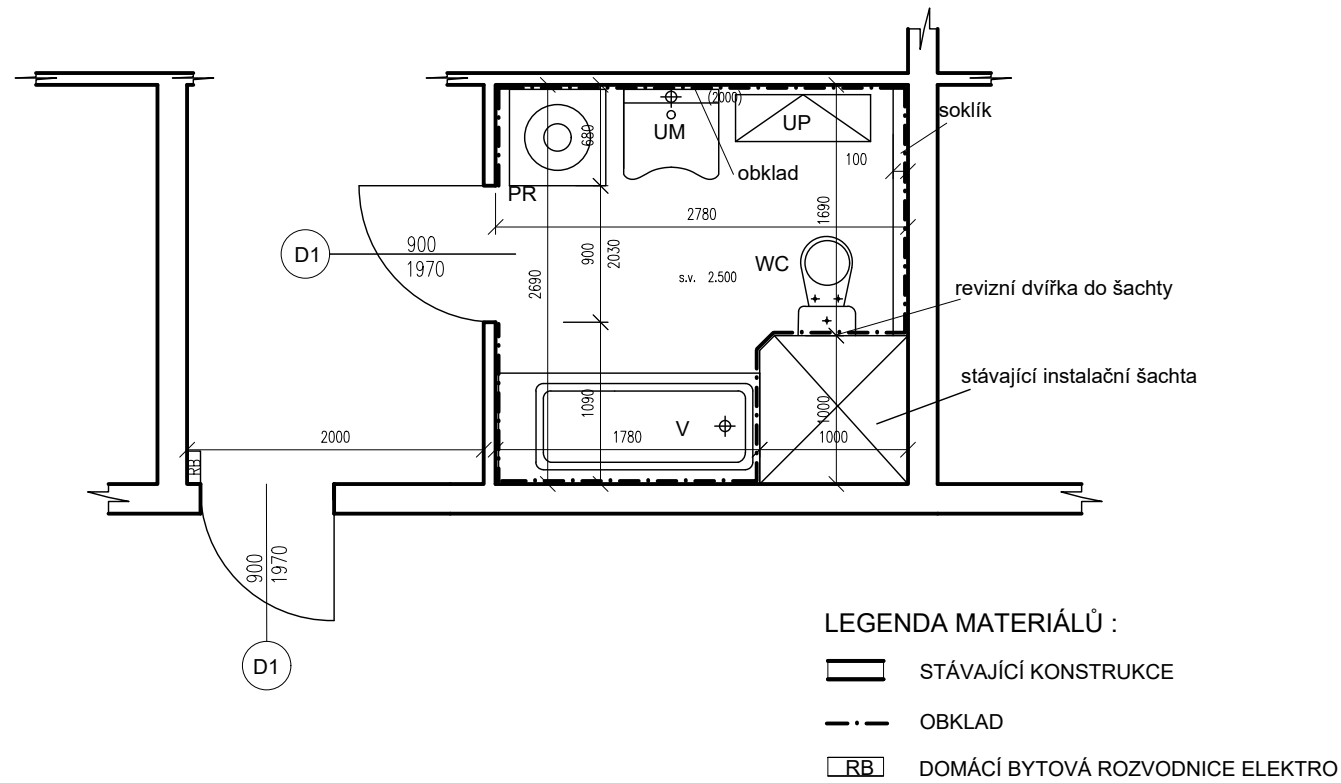 (2000)
soklík
UM
UP
680
100
obklad
PR
2780
1690
D1
900
1970
900
2030
WC
2690
s.v. 2.500
revizní dvířka do šachty
stávající instalační šachta
1090
1000
2000
V
1780
1000
RB
900
1970
D1
LEGENDA MATERIÁLŮ :
STÁVAJÍCÍ KONSTRUKCE
OBKLAD
RB DOMÁCÍ BYTOVÁ ROZVODNICE ELEKTRO